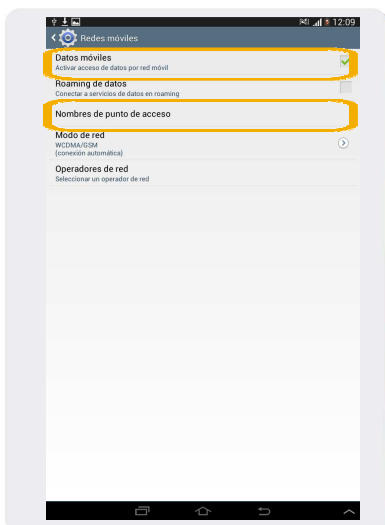 12:09
Redes móviles
Datos móviles
Activar acceso de datos por red móvil
Roaming de datos
Conectar a servicios de datos en roaming
Nombres de punto de acceso
Modo de red
WCDMA/GSM
(conexión automática)
Operadores de red
Seleccionar un operador de red